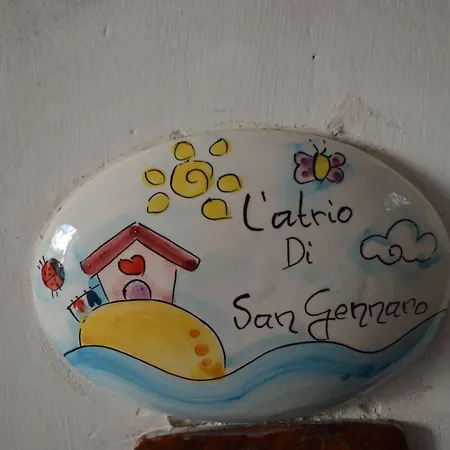 L'atrio
Di
San Gennaro